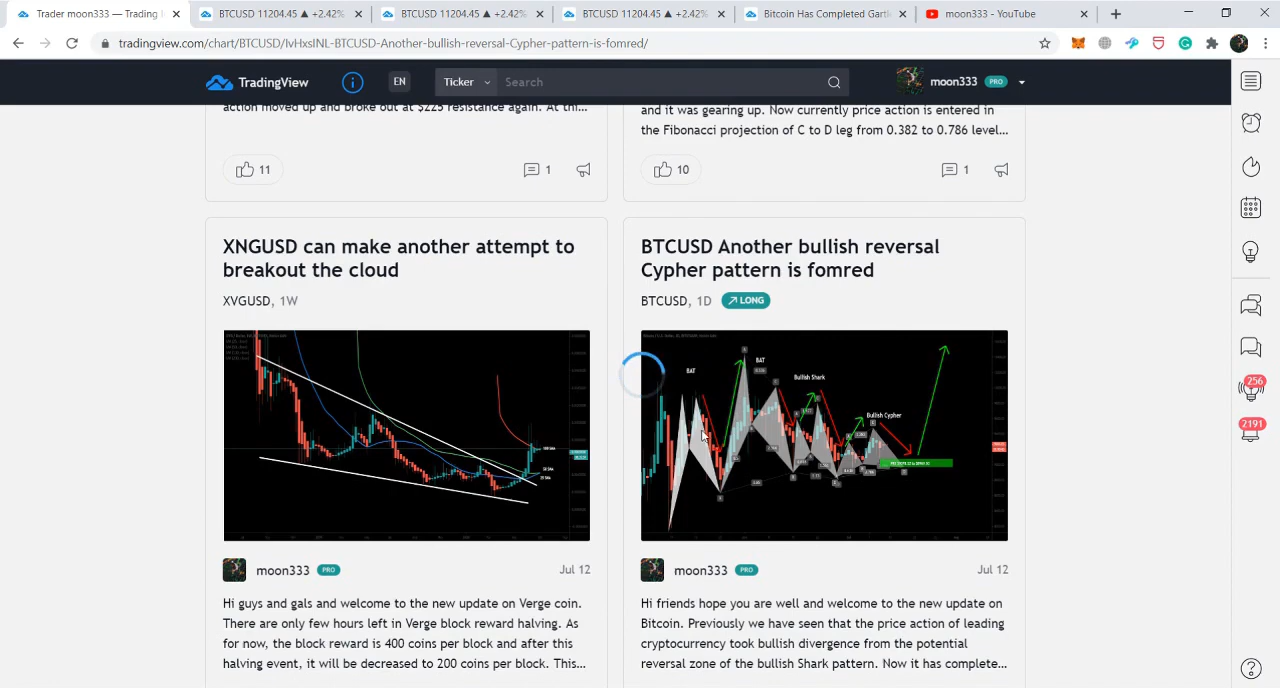 Trader moon333 — Trading I
BTCUSD 11204.45 ▲ +2.42%
BTCUSD 11204.45 ▲ +2.42%
BTCUSD 11204.45 ▲ +2.42%
Bitcoin Has Completed Gartl
moon333 - YouTube
tradingview.com/chart/BTCUSD/IvHxsINL-BTCUSD-Another-bullish-reversal-Cypher-pattern-is-fomred/
TradingView
EN
Ticker
Search
moon333 PRO
action moved up and broke out at $225 resistance again. At thi...
11
1
and it was gearing up. Now currently price action is entered in
the Fibonacci projection of C to D leg from 0.382 to 0.786 level...
10
1
XNGUSD can make another attempt to
breakout the cloud
XVGUSD, 1W
moon333 PRO
Jul 12
Hi guys and gals and welcome to the new update on Verge coin.
There are only few hours left in Verge block reward halving. As
for now, the block reward is 400 coins per block and after this
halving event, it will be decreased to 200 coins per block. This...
BTCUSD Another bullish reversal
Cypher pattern is fomred
BTCUSD, 1D LONG
BAT
BAT
Bullish Shark
Bullish Cypher
moon333 PRO
Jul 12
Hi friends hope you are well and welcome to the new update on
Bitcoin. Previously we have seen that the price action of leading
cryptocurrency took bullish divergence from the potential
reversal zone of the bullish Shark pattern. Now it has complete...
256
2191